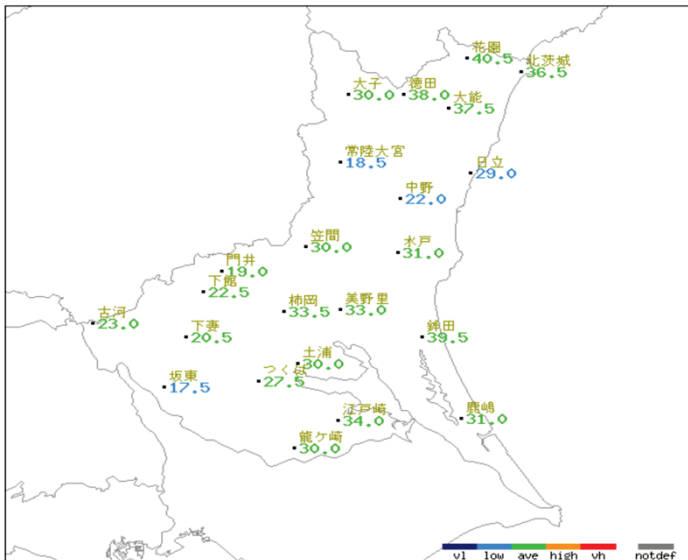 花園
40.5
北茨城
36.5
大子
30.0
徳田
38.0
大能
37.5
常陸大宮
18.5
日立
29.0
中野
22.0
笠間
30.0
水戸
31.0
門井
19.0
下館
22.5
柿岡
33.5
美野里
33.0
古河
23.0
下妻
20.5
鉾田
39.5
土浦
30.0
つくば
27.5
坂東
17.5
江戸崎
34.0
鹿嶋
31.0
龍ケ崎
30.0
vl low ave high vh notdef